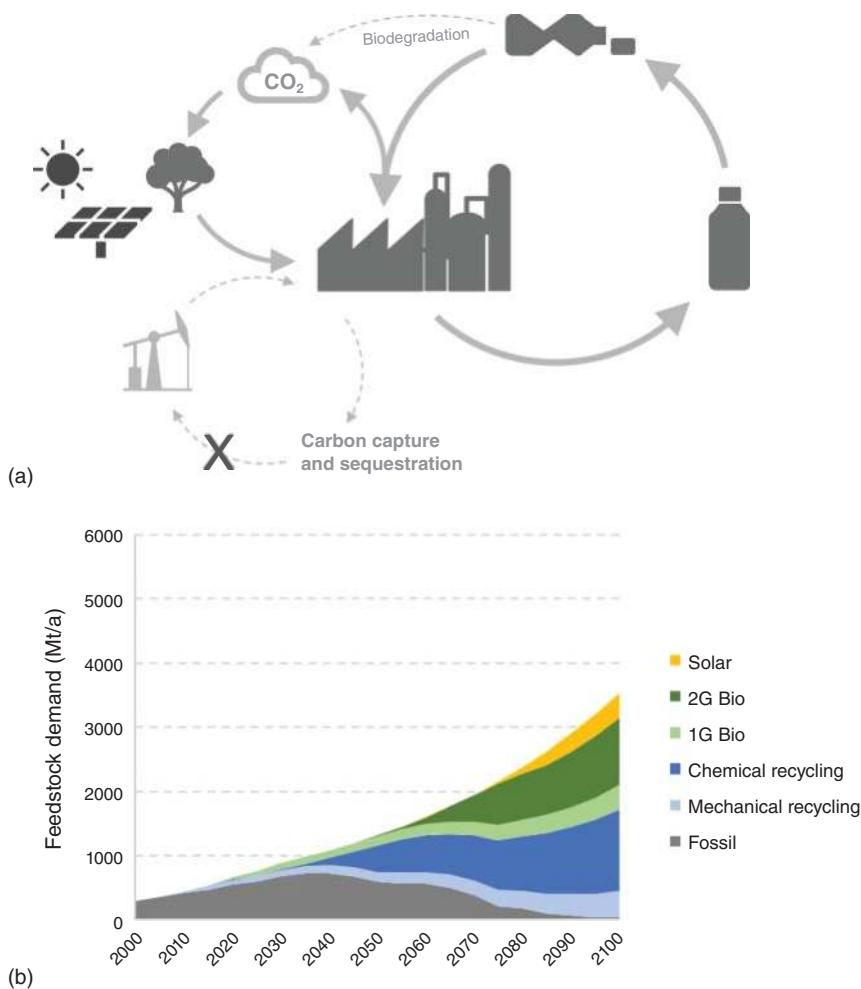 Biodegradation
CO₂
X
Carbon capture
and sequestration
(a)
6000
5000
4000
3000
2000
1000
0
Feedstock demand (Mt/a)
2000
2010
2020
2030
2040
2050
2060
2070
2080
2090
2100
Solar
2G Bio
1G Bio
Chemical recycling
Mechanical recycling
Fossil
(b)